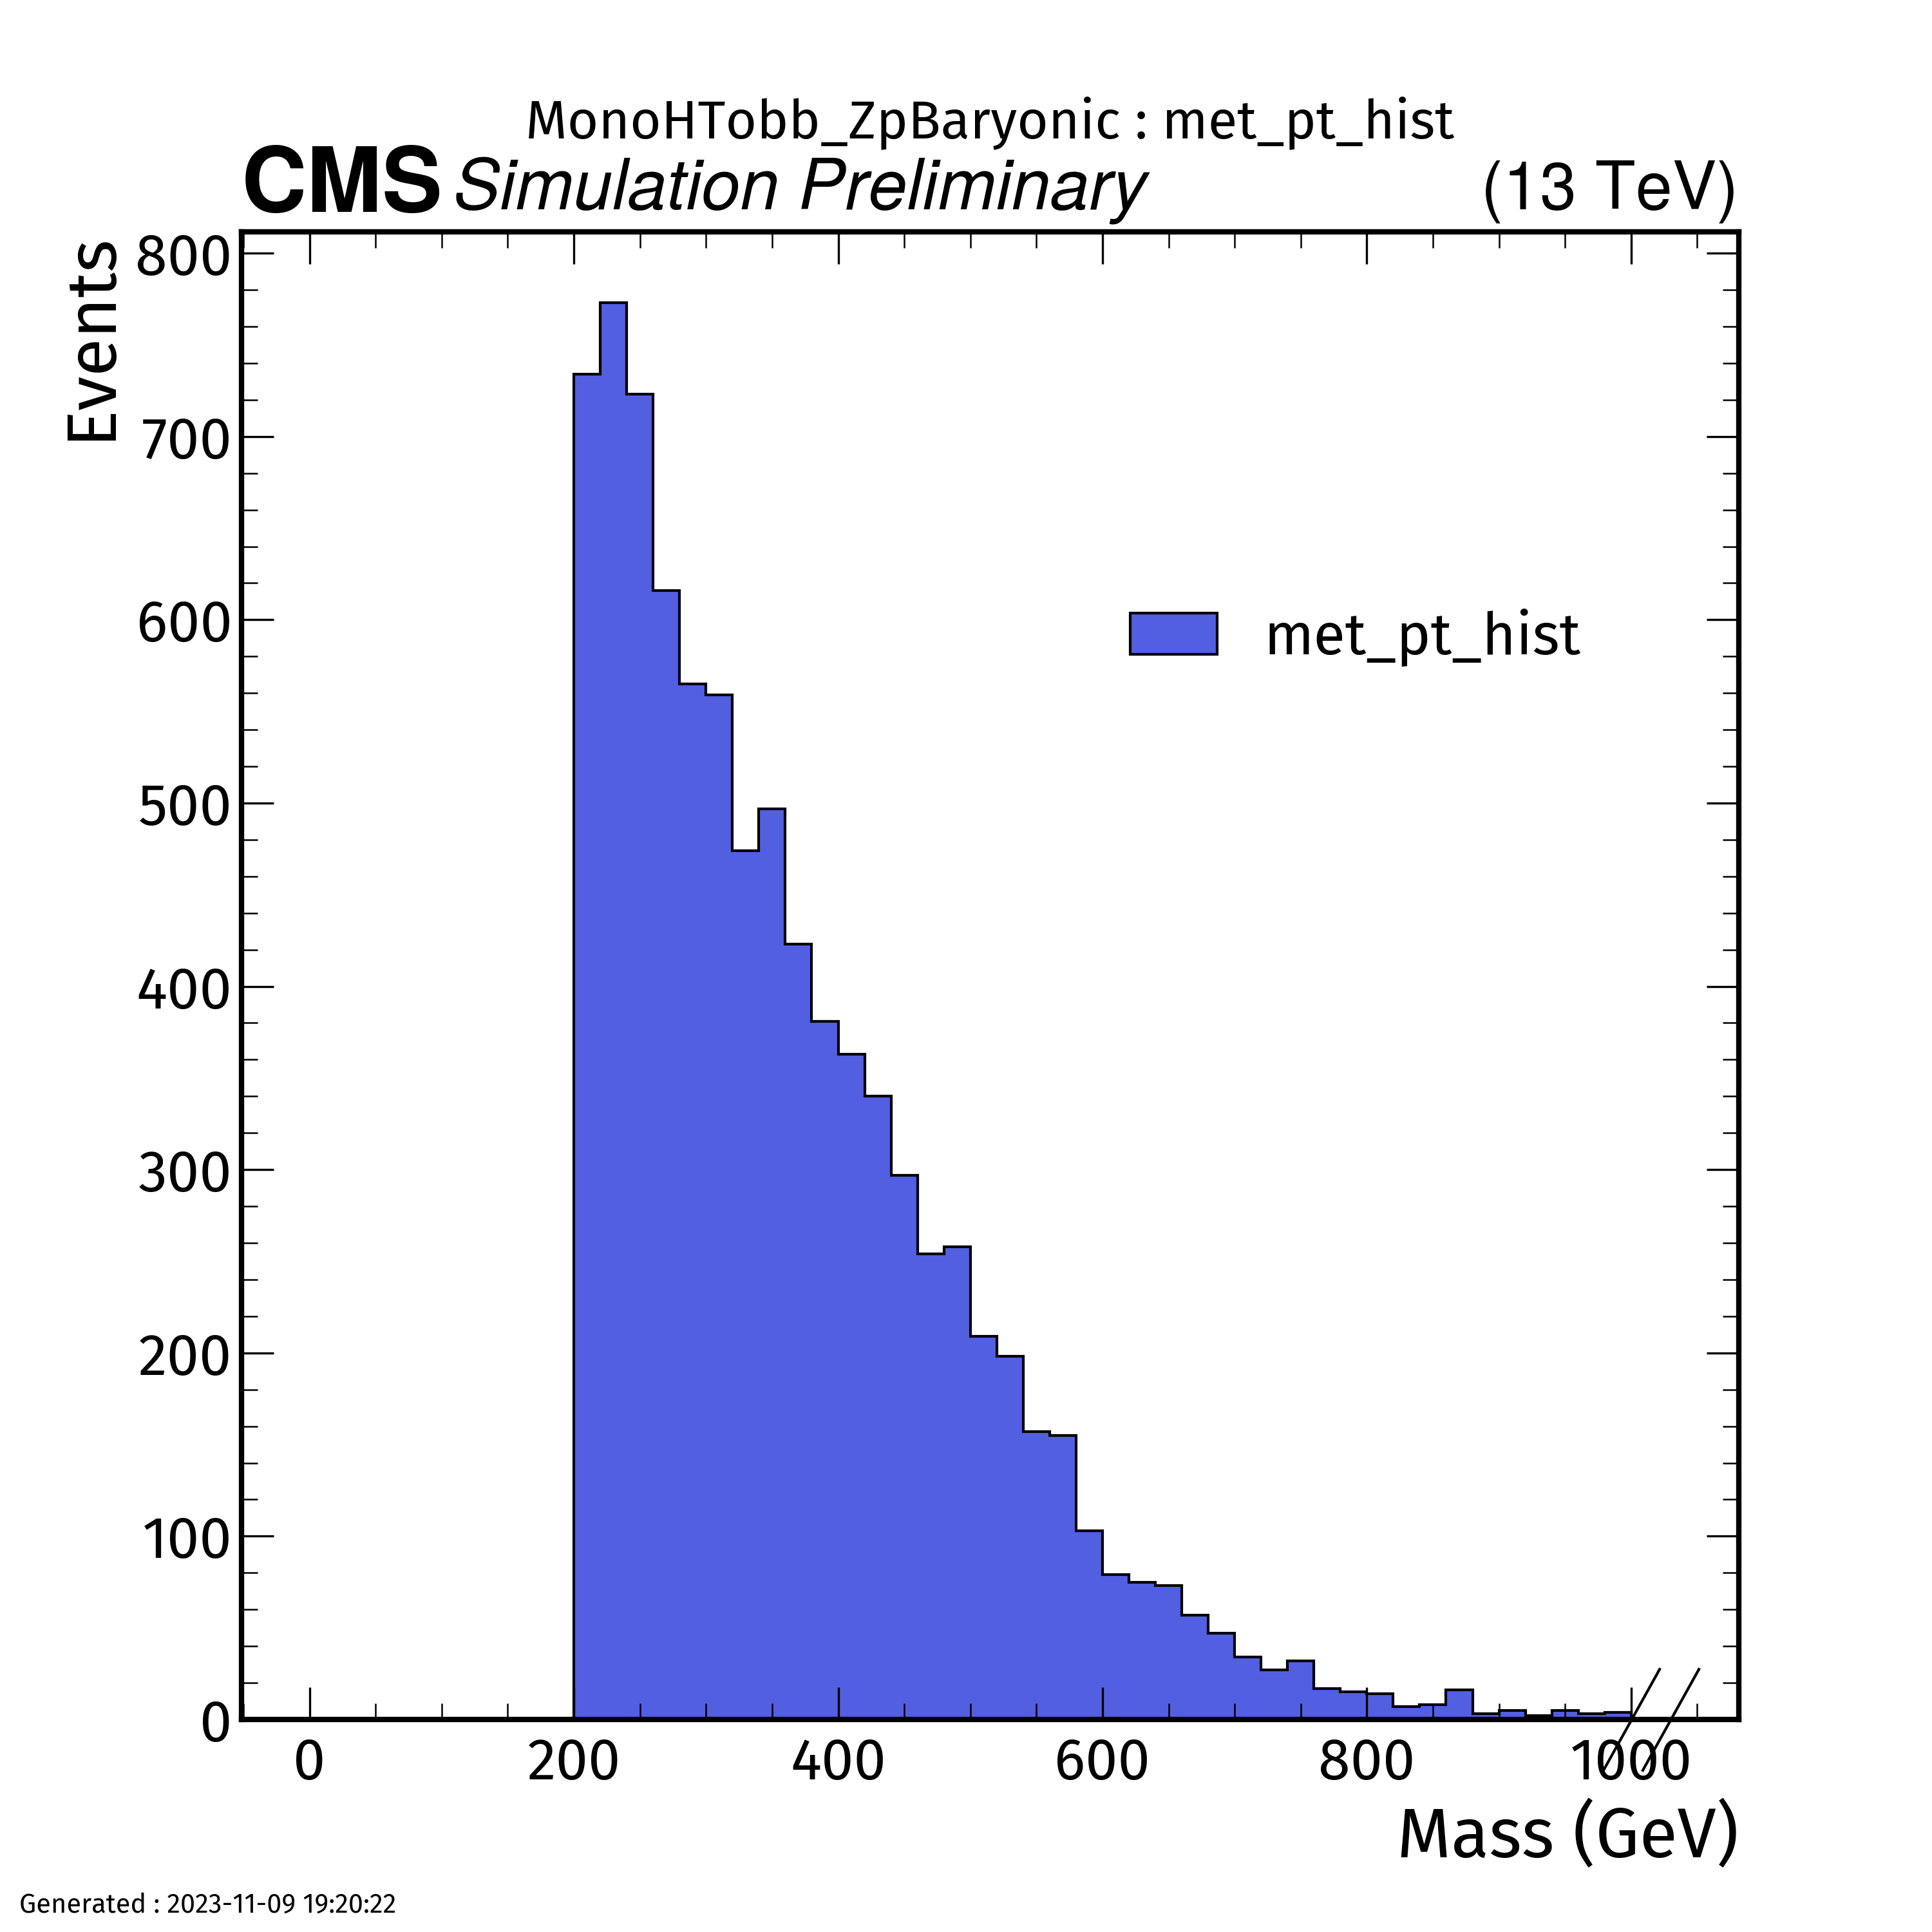 MonoHTobb_ZpBaryonic : met_pt_hist
CMS Simulation Preliminary (13 TeV)
Events
800
700
600
500
400
300
200
100
0
met_pt_hist
0 200 400 600 800 1000
Mass (GeV)
Generated : 2023-11-09 19:20:22